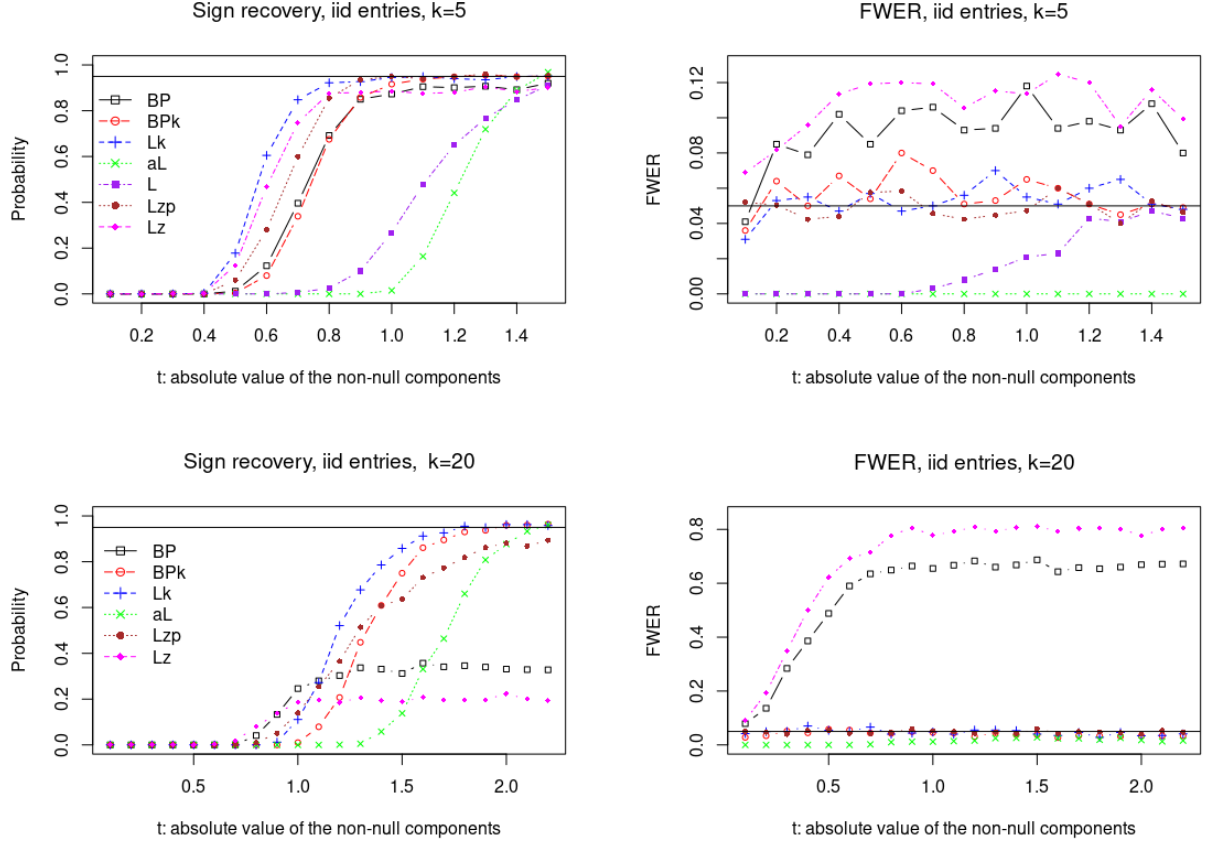 Sign recovery, iid entries, k=5
Probability
0.0 0.2 0.4 0.6 0.8 1.0
BP
BPk
Lk
aL
L
Lzp
Lz
0.2 0.4 0.6 0.8 1.0 1.2 1.4
t: absolute value of the non-null components
FWER, iid entries, k=5
FWER
0.00 0.04 0.08 0.12
0.2 0.4 0.6 0.8 1.0 1.2 1.4
t: absolute value of the non-null components
Sign recovery, iid entries, k=20
Probability
0.0 0.2 0.4 0.6 0.8 1.0
BP
BPk
Lk
aL
Lzp
Lz
0.5 1.0 1.5 2.0
t: absolute value of the non-null components
FWER, iid entries, k=20
FWER
0.0 0.2 0.4 0.6 0.8
0.5 1.0 1.5 2.0
t: absolute value of the non-null components